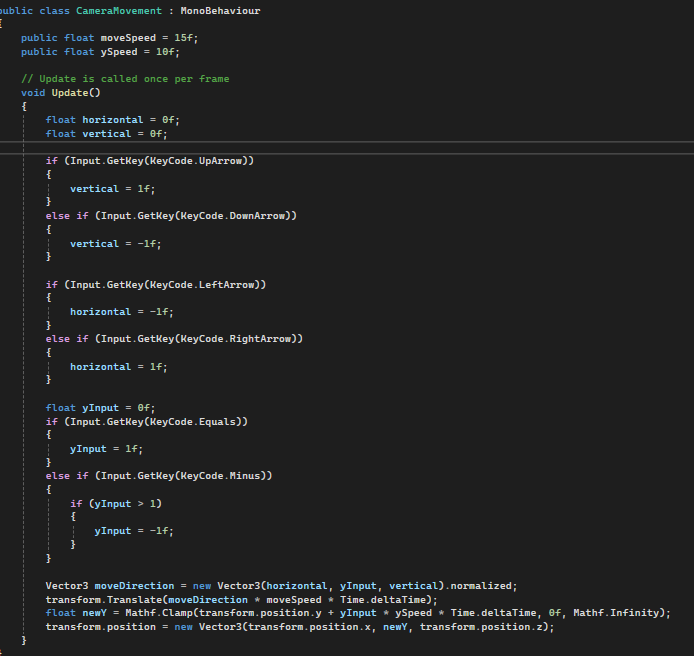 public class CameraMovement : MonoBehaviour
{
public float moveSpeed = 15f;
public float ySpeed = 10f;
// Update is called once per frame
void Update()
{
float horizontal = 0f;
float vertical = 0f;
if (Input.GetKey(KeyCode.UpArrow))
{
vertical = 1f;
}
else if (Input.GetKey(KeyCode.DownArrow))
{
vertical = -1f;
}
if (Input.GetKey(KeyCode.LeftArrow))
{
horizontal = -1f;
}
else if (Input.GetKey(KeyCode.RightArrow))
{
horizontal = 1f;
}
float yInput = 0f;
if (Input.GetKey(KeyCode.Equals))
{
yInput = 1f;
}
else if (Input.GetKey(KeyCode.Minus))
{
if (yInput > 1)
{
yInput = -1f;
}
}
Vector3 moveDirection = new Vector3(horizontal, yInput, vertical).normalized;
transform.Translate(moveDirection * moveSpeed * Time.deltaTime);
float newY = Mathf.Clamp(transform.position.y + yInput * ySpeed * Time.deltaTime, 0f, Mathf.Infinity);
transform.position = new Vector3(transform.position.x, newY, transform.position.z);
}
}